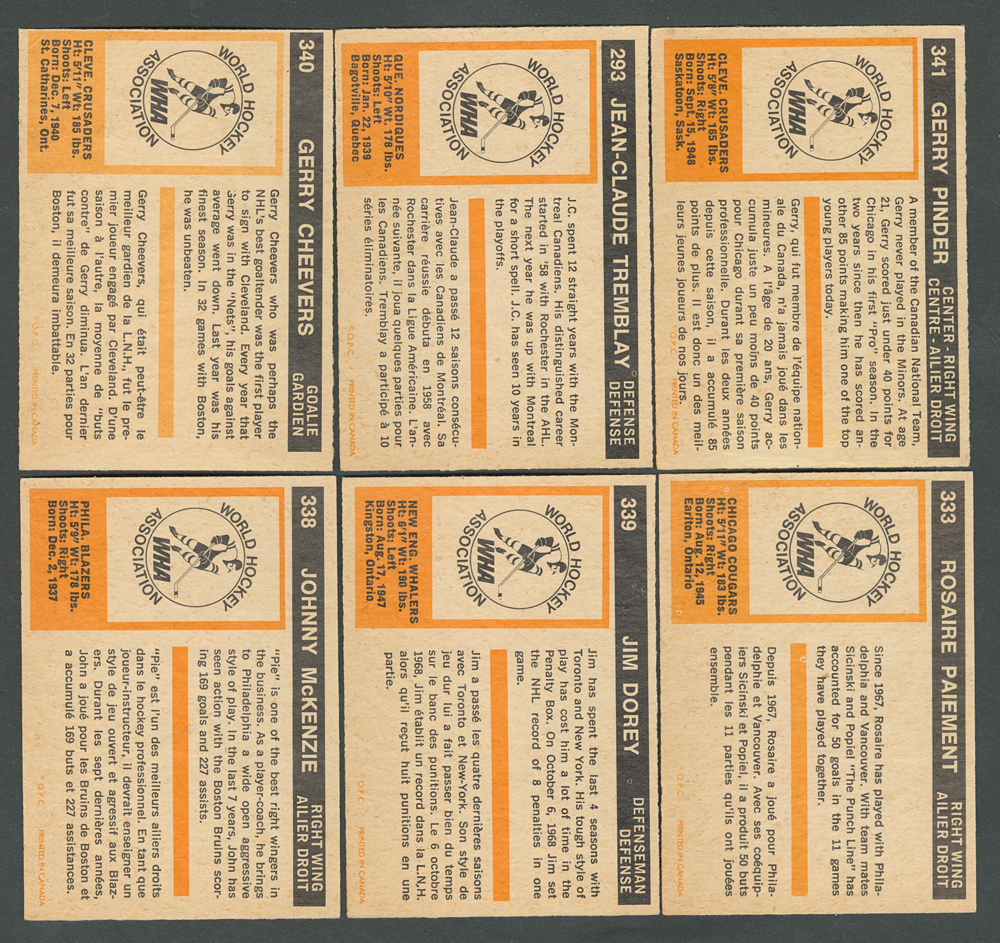 340 GERRY CHEEVERS GOALIE
GARDIEN
WORLD HOCKEY
ASSOCIATION
WHA
CLEVE. CRUSADERS
Ht: 5/11" Wt: 185 lbs.
Shoots: Left
Born: Dec. 7, 1940
St. Catharines, Ont.
Gerry Cheevers who was perhaps the
NHL's best goaltender was the first player
to sign with Cleveland. Every year that
Gerry was in the "Nets", his goals against
average went down. Last year was his
finest season. In 32 games with Boston,
he was unbeaten.
Gerry Cheevers, qui était peut-être le
meilleur gardien de la L.N.H., fut le pre-
mier joueur engagé par Cleveland. D'une
saison à l'autre, la moyenne de "buts
contre" de Gerry diminua. L'an dernier
fut sa meilleure saison. En 32 parties pour
Boston, il demeura imbattable.
O.P.C. PRINTED IN CANADA
293 JEAN-CLAUDE TREMBLAY DEFENSE
DEFENSE
WORLD HOCKEY
ASSOCIATION
WHA
QUE. NORDIQUES
Ht: 5/10" Wt. 178 lbs.
Shoots: Left
Born: Jan. 22, 1939
Bagotville, Quebec
J.C. spent 12 straight years with the Mon-
treal Canadiens. His distinguished career
started in '58 with Rochester in the AHL.
The next year he was up with Montreal
for a short spell. J.C. has seen 10 years in
the playoffs.
Jean-Claude a passé 12 saisons consécu-
tives avec les Canadiens de Montréal. Sa
carrière réussie débuta en 1958 avec
Rochester dans la Ligue Américaine. L'an-
née suivante, il joua quelques parties pour
les Canadiens. Tremblay a participé à 10
séries éliminatoires.
O.P.C. PRINTED IN CANADA
341 GERRY PINDER CENTER - RIGHT WING
CENTRE - AILIER DROIT
WORLD HOCKEY
ASSOCIATION
WHA
CLEVE. CRUSADERS
Ht: 5/8" Wt: 165 lbs.
Shoots: Right
Born: Sept. 15, 1948
Saskatoon, Sask.
A member of the Canadian National Team,
Gerry never played in the Minors. At age
21, Gerry scored just under 40 points for
Chicago in his first "Pro" season. In the
two years since then he has scored an-
other 85 points making him one of the top
young players today.
Gerry, qui fut membre de l'équipe nation-
ale du Canada, n'a jamais joué dans les
mineures. A l'âge de 20 ans, Gerry ac-
cumula juste un peu moins de 40 points
pour Chicago durant sa première saison
professionnelle. Durant les deux années
depuis cette saison, il a accumulé 85
points de plus. Il est donc un des meil-
leurs jeunes joueurs de nos jours.
O.P.C. PRINTED IN CANADA
338 JOHNNY McKENZIE RIGHT WING
AILIER DROIT
WORLD HOCKEY
ASSOCIATION
WHA
PHILA. BLAZERS
Ht: 5/9" Wt: 178 lbs.
Shoots: Right
Born: Dec. 2, 1937
"Pie" is one of the best right wingers in
the business. As a player-coach, he brings
to Philadelphia a wide open aggressive
style of play. In the last 7 years, John has
seen action with the Boston Bruins scor-
ing 169 goals and 227 assists.
"Pie" est l'un des meilleurs ailiers droits
dans le hockey professionnel. En tant que
joueur-instructeur, il devrait enseigner un
style de jeu ouvert et agressif aux Blaz-
ers. Durant les sept dernières années,
John a joué pour les Bruins de Boston et
a accumulé 169 buts et 227 assistances.
O.P.C. PRINTED IN CANADA
339 JIM DOREY DEFENSEMAN
DEFENSE
WORLD HOCKEY
ASSOCIATION
WHA
NEW ENG. WHALERS
Ht: 6/1" Wt: 190 lbs.
Shoots: Left
Born: Aug. 17, 1947
Kingston, Ontario
Jim has spent the last 4 seasons with
Toronto and New York. His tough style of
play has cost him a lot of time in the
Penalty Box. On October 6, 1968 Jim set
the NHL record of 8 penalties in one
game.
Jim a passé les quatre dernières saisons
avec Toronto et New-York. Son style de
jeu dur lui a fait passer bien du temps
sur le banc des punitions. Le 6 octobre
1968, Jim établit un record dans la L.N.H.
alors qu'il reçut huit punitions en une
partie.
O.P.C. PRINTED IN CANADA
333 ROSAIRE PAIEMENT RIGHT WING
AILIER DROIT
WORLD HOCKEY
ASSOCIATION
WHA
CHICAGO COUGARS
Ht: 5/11" Wt: 183 lbs.
Shoots: Right
Born: Aug. 12, 1945
Earlton, Ontario
Since 1967, Rosaire has played with Phila-
delphia and Vancouver. With team mates
Sicinski and Popiel "The Punch Line" has
accounted for 50 goals in the 11 games
they have played together.
Depuis 1967, Rosaire a joué pour Phila-
delphie et Vancouver. Avec ses coéquip-
iers Sicinski et Popiel, il a produit 50 buts
pendant les 11 parties qu'ils ont jouées
ensemble.
O.P.C. PRINTED IN CANADA